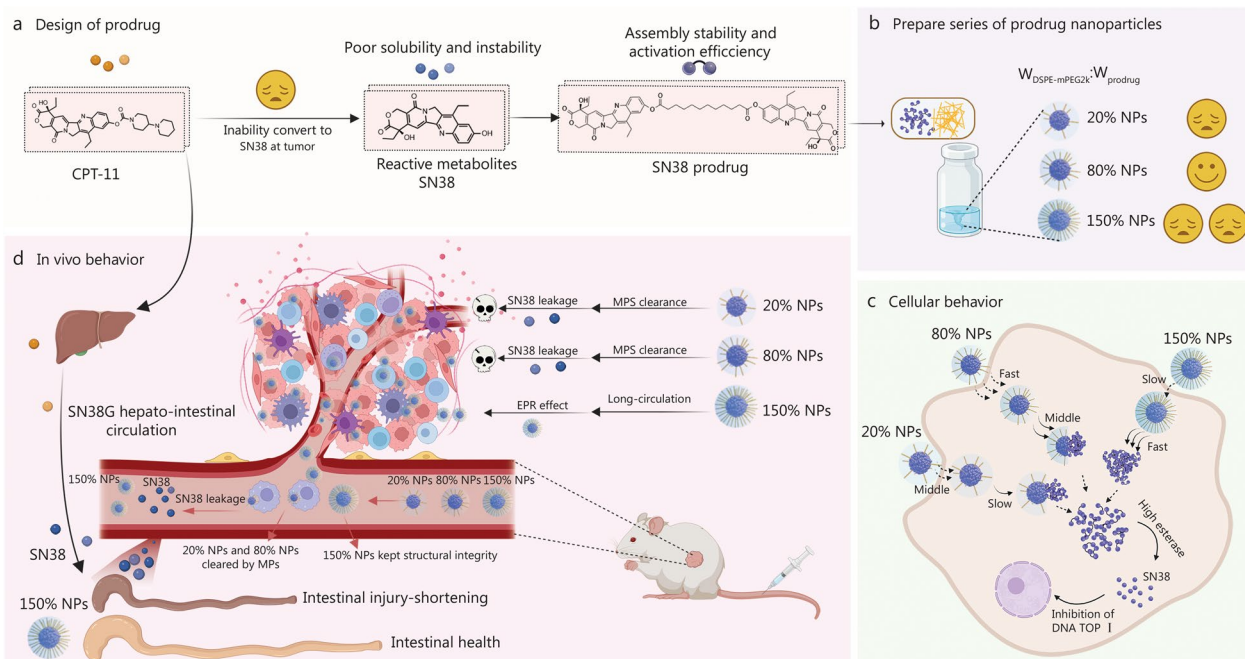 a Design of prodrug
Poor solubility and instability
Assembly stability and
activation efficciency
Inability convert to
SN38 at tumor
CPT-11
Reactive metabolites
SN38
SN38 prodrug
b Prepare series of prodrug nanoparticles
W DSPE-mPEG2k:W prodrug
20% NPs
80% NPs
150% NPs
d In vivo behavior
SN38 leakage
MPS clearance
20% NPs
SN38 leakage
MPS clearance
80% NPs
EPR effect
Long-circulation
150% NPs
SN38G hepato-intestinal
circulation
150% NPs
SN38
SN38 leakage
20% NPs
80% NPs
150% NPs
20% NPs and 80% NPs
cleared by MPs
150% NPs kept structural integrity
SN38
Intestinal injury-shortening
150% NPs
Intestinal health
c Cellular behavior
80% NPs
150% NPs
Fast
Slow
Middle
Fast
20% NPs
Middle
Slow
High esterase
SN38
Inhibition of
DNA TOP I